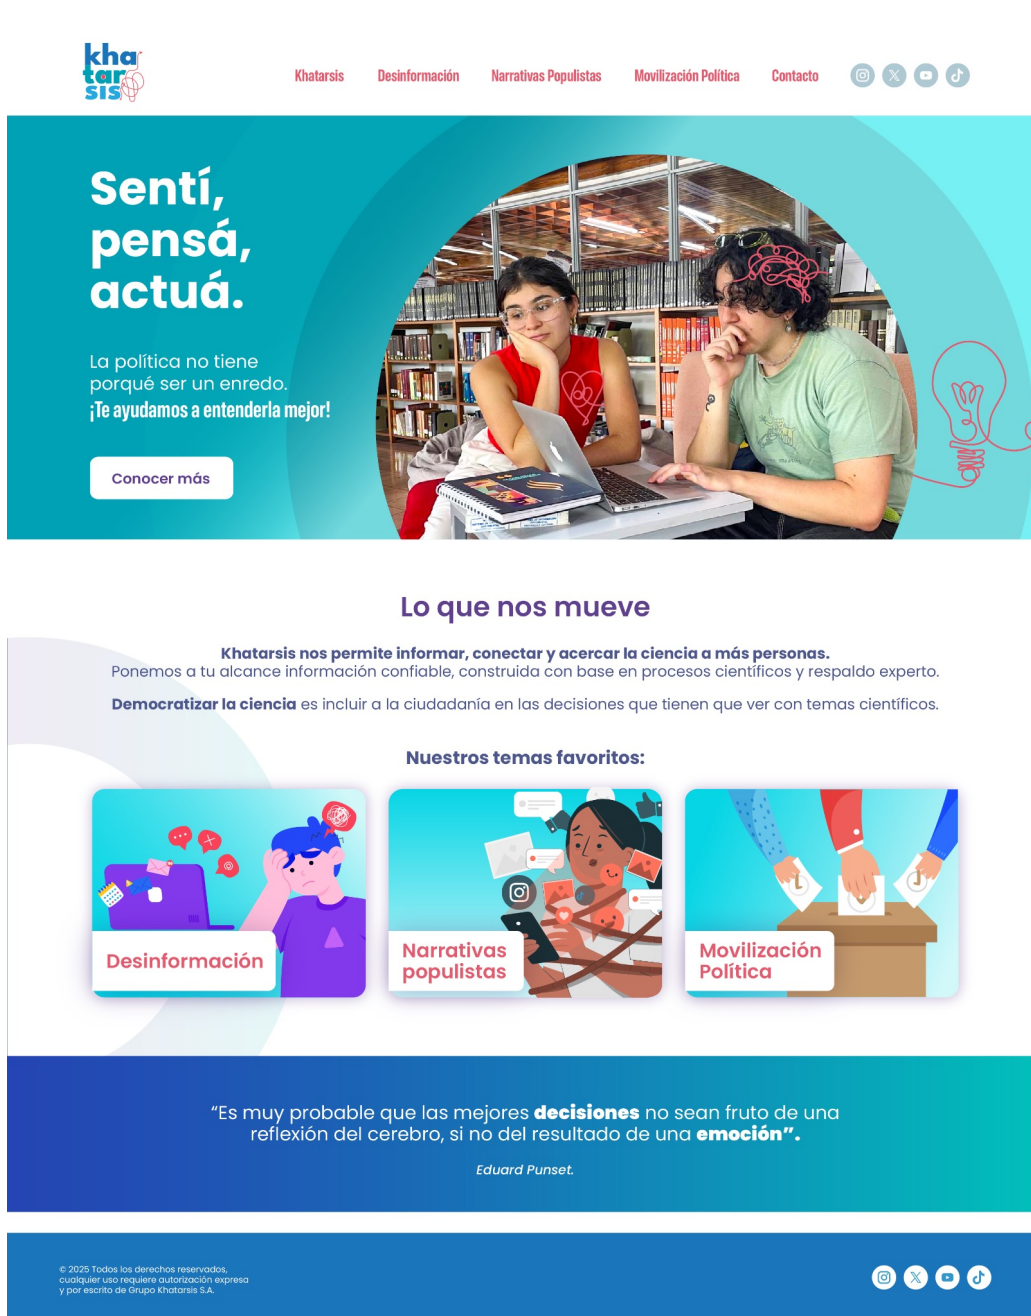 kha
tar
sis
Khatarsis
Desinformación
Narrativas Populistas
Movilización Política
Contacto
Sentí,
pensá,
actuá.
La política no tiene
porqué ser un enredo.
¡Te ayudamos a entenderla mejor!
Conocer más
Lo que nos mueve
Khatarsis nos permite informar, conectar y acercar la ciencia a más personas.
Ponemos a tu alcance información confiable, construida con base en procesos científicos y respaldo experto.
Democratizar la ciencia es incluir a la ciudadanía en las decisiones que tienen que ver con temas científicos.
Nuestros temas favoritos:
Desinformación
Narrativas
populistas
Movilización
Política
“Es muy probable que las mejores decisiones no sean fruto de una
reflexión del cerebro, si no del resultado de una emoción”.
Eduard Punset.
© 2025 Todos los derechos reservados,
cualquier uso requiere autorización expresa
y por escrito de Grupo Khatarsis S.A.